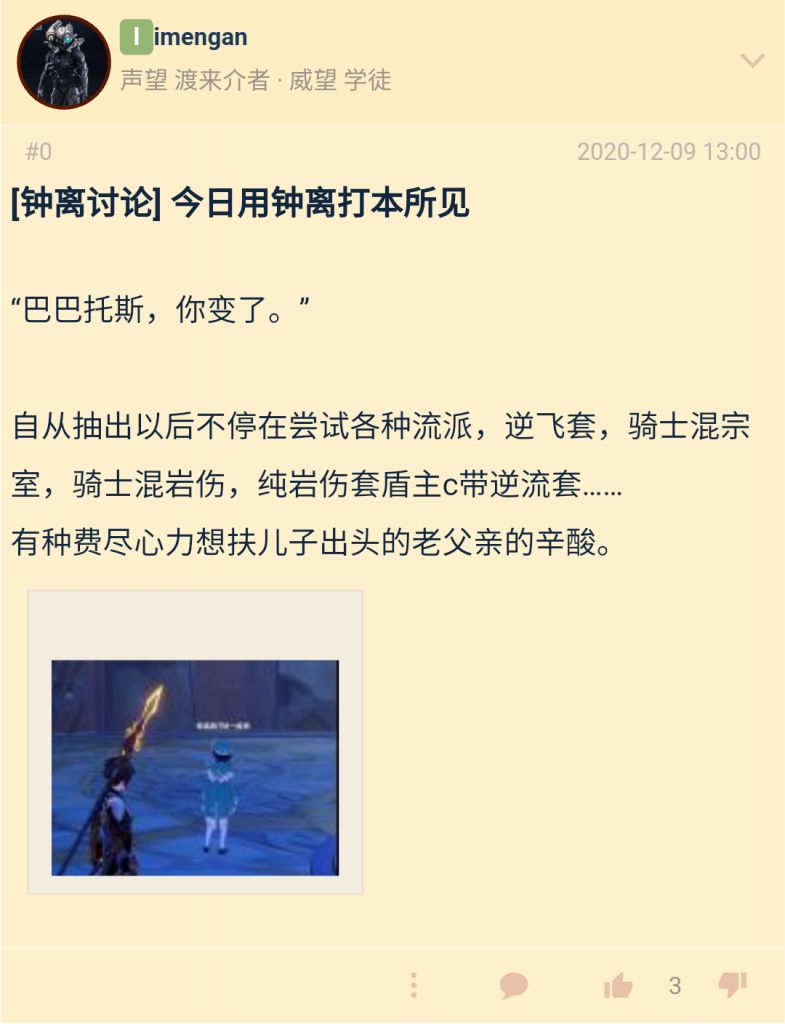 limengan
声望 渡来介者 · 威望 学徒
#0
2020-12-09 13:00
[钟离讨论] 今日用钟离打本所见
“巴巴托斯，你变了。”
自从抽出以后不停在尝试各种流派，逆飞套，骑士混宗
室，骑士混岩伤，纯岩伤套盾主c带逆流套……
有种费尽心力想扶儿子出头的老父亲的辛酸。
3